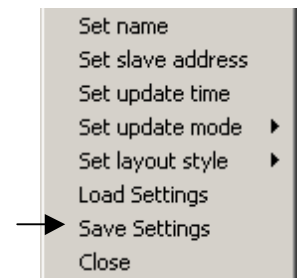 Set name
Set slave address
Set update time
Set update mode
Set layout style
Load Settings
Save Settings
Close